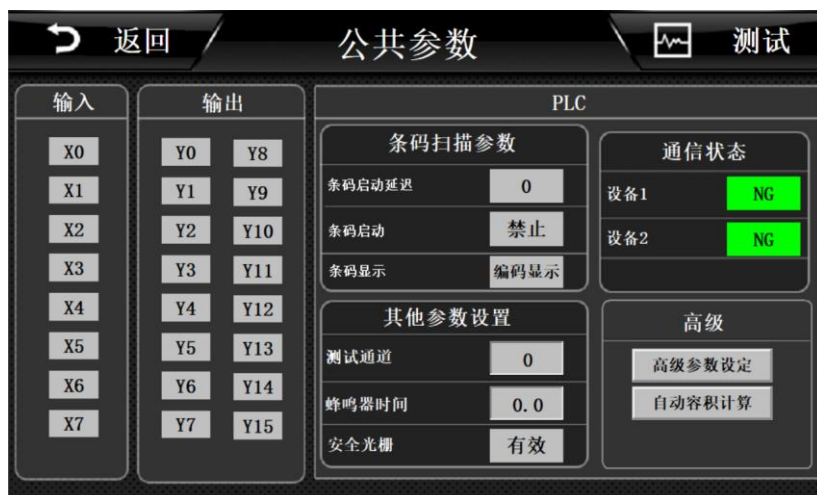 返回
公共参数
测试
输入
X0
X1
X2
X3
X4
X5
X6
X7
输出
Y0 Y8
Y1 Y9
Y2 Y10
Y3 Y11
Y4 Y12
Y5 Y13
Y6 Y14
Y7 Y15
PLC
条码扫描参数
条码启动延迟 0
条码启动 禁止
条码显示 编码显示
其他参数设置
测试通道 0
蜂鸣器时间 0.0
安全光栅 有效
通信状态
设备1 NG
设备2 NG
高级
高级参数设定
自动容积计算